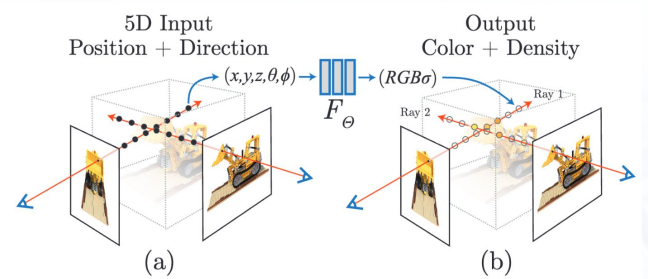 5D Input
Position + Direction
Output
Color + Density
(x,y,z,θ,ϕ)
F_Θ
(RGBσ)
Ray 1
Ray 2
(a)
(b)